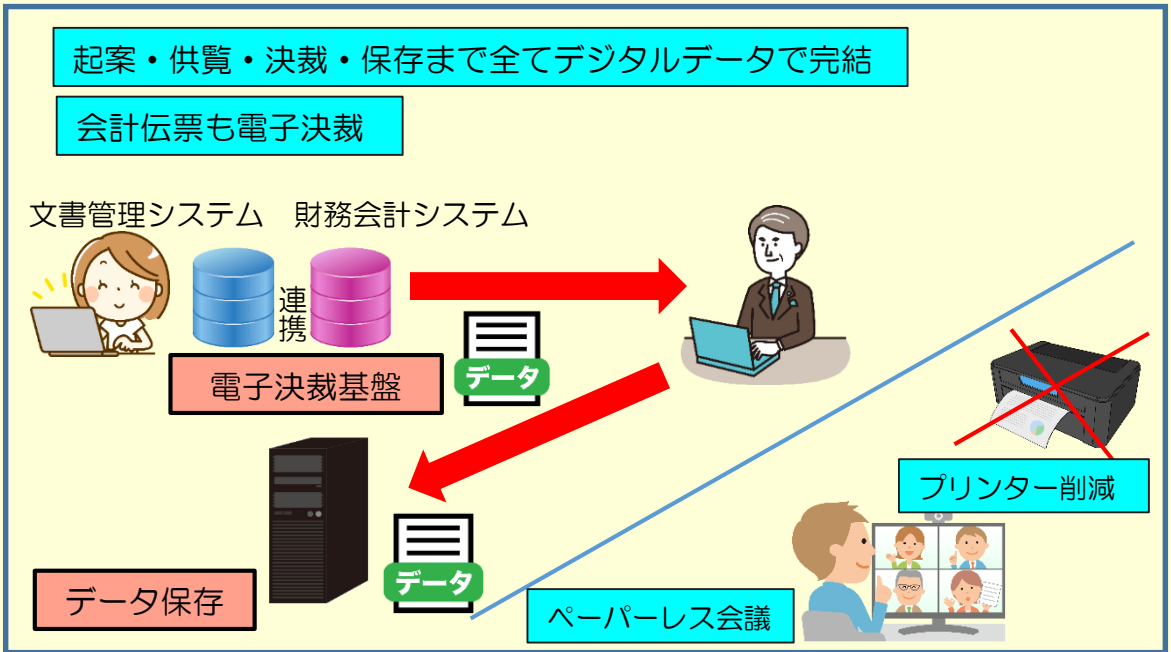 起案・供覧・決裁・保存まで全てデジタルデータで完結
会計伝票も電子決裁
文書管理システム 財務会計システム
連携
電子決裁基盤
データ
プリンター削減
データ
データ保存
ペーパーレス会議